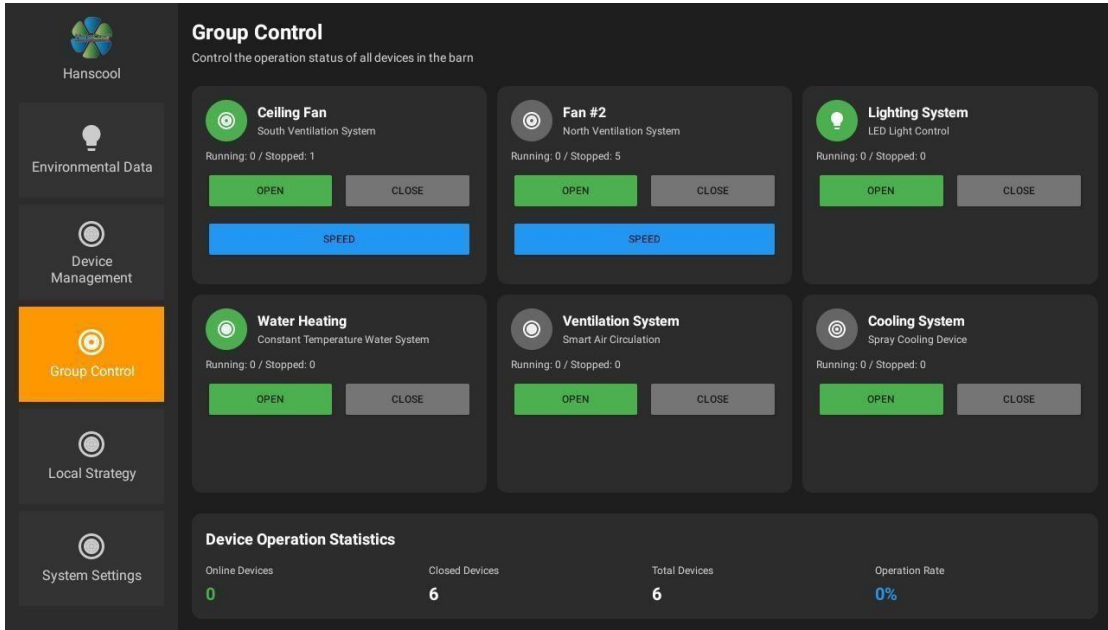 Hanscool
Environmental Data
Device
Management
Group Control
Local Strategy
System Settings
Group Control
Control the operation status of all devices in the barn
Ceiling Fan
South Ventilation System
Running: 0 / Stopped: 1
OPEN CLOSE
SPEED
Fan #2
North Ventilation System
Running: 0 / Stopped: 5
OPEN CLOSE
SPEED
Lighting System
LED Light Control
Running: 0 / Stopped: 0
OPEN CLOSE
Water Heating
Constant Temperature Water System
Running: 0 / Stopped: 0
OPEN CLOSE
Ventilation System
Smart Air Circulation
Running: 0 / Stopped: 0
OPEN CLOSE
Cooling System
Spray Cooling Device
Running: 0 / Stopped: 0
OPEN CLOSE
Device Operation Statistics
Online Devices Closed Devices Total Devices Operation Rate
0 6 6 0%